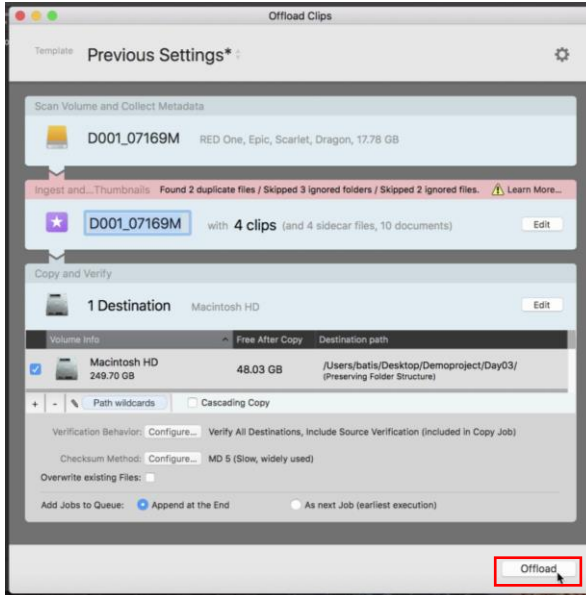 Offload Clips
Template Previous Settings*
Scan Volume and Collect Metadata
D001_07169M RED One, Epic, Scarlet, Dragon, 17.78 GB
Ingest and...Thumbnails Found 2 duplicate files / Skipped 3 ignored folders / Skipped 2 ignored files. Learn More...
D001_07169M with 4 clips (and 4 sidecar files, 10 documents) Edit
Copy and Verify
1 Destination Macintosh HD Edit
Volume Info Free After Copy Destination path
Macintosh HD 48.03 GB /Users/batis/Desktop/Demoproject/Day03/
249.70 GB (Preserving Folder Structure)
+ - Path wildcards Cascading Copy
Verification Behavior: Configure... Verify All Destinations, Include Source Verification (included in Copy Job)
Checksum Method: Configure... MD 5 (Slow, widely used)
Overwrite existing Files:
Add Jobs to Queue: Append at the End As next Job (earliest execution)
Offload